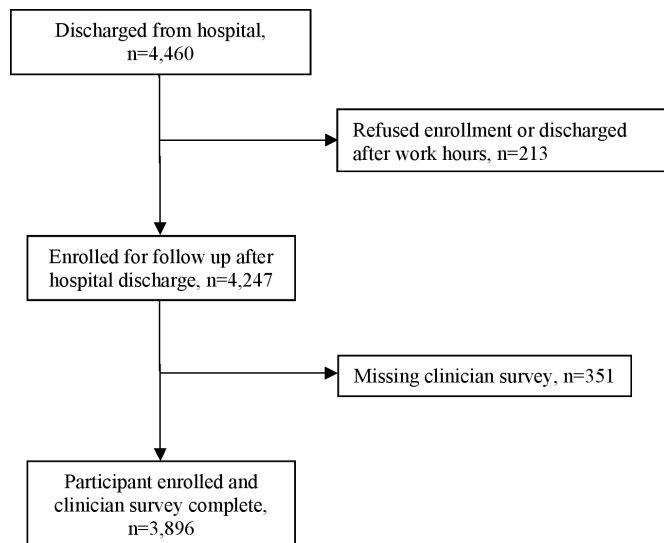 Discharged from hospital,
n=4,460
Refused enrollment or discharged
after work hours, n=213
Enrolled for follow up after
hospital discharge, n=4,247
Missing clinician survey, n=351
Participant enrolled and
clinician survey complete,
n=3,896